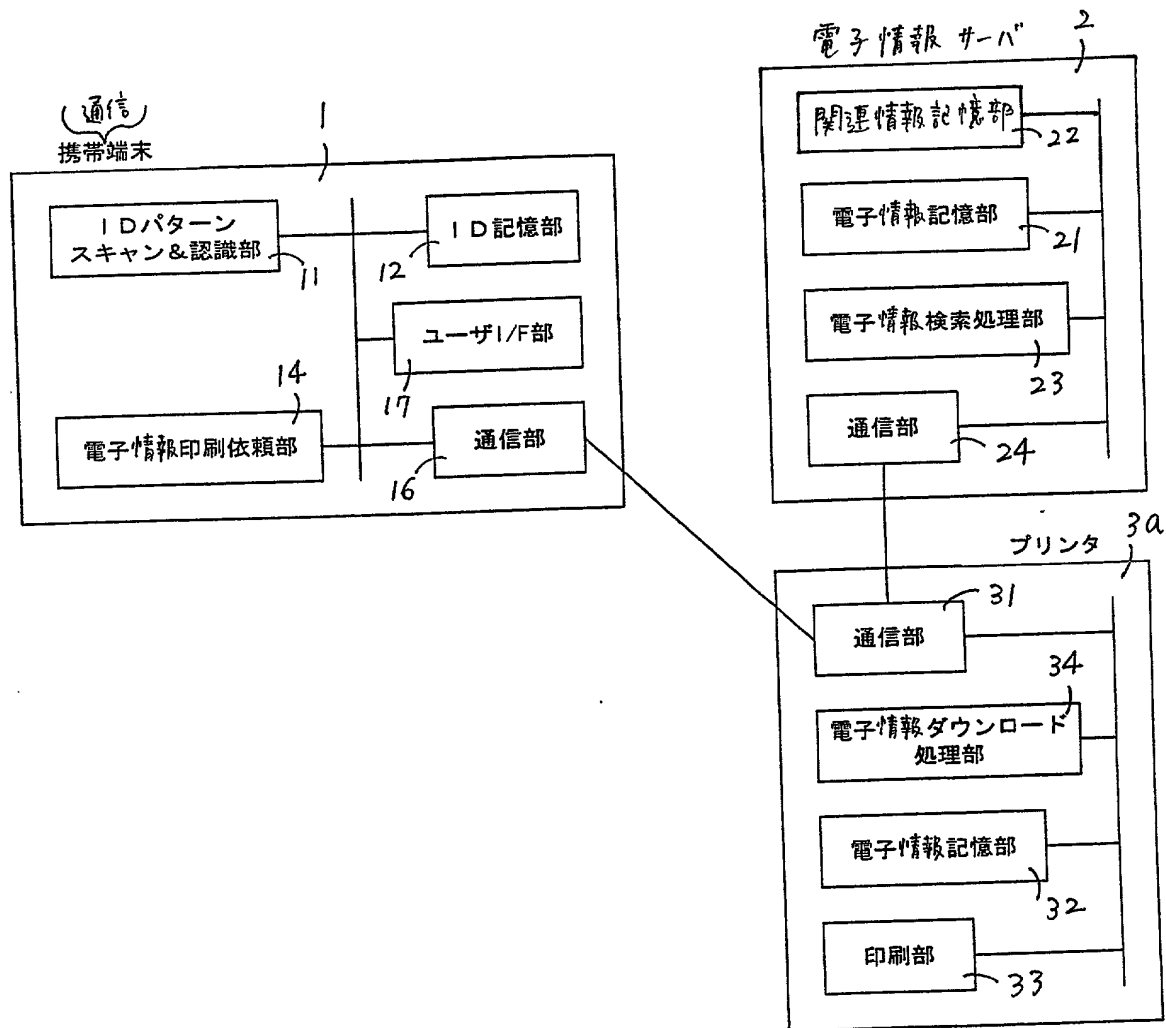 通信
携帯端末
1
IDパターン
スキャン&認識部
11
ID記憶部
12
ユーザI/F部
17
14
電子情報印刷依頼部
通信部
16
電子情報サーバ
2
関連情報記憶部
22
電子情報記憶部
21
電子情報検索処理部
23
通信部
24
プリンタ
3a
通信部
31
34
電子情報ダウンロード
処理部
電子情報記憶部
32
印刷部
33